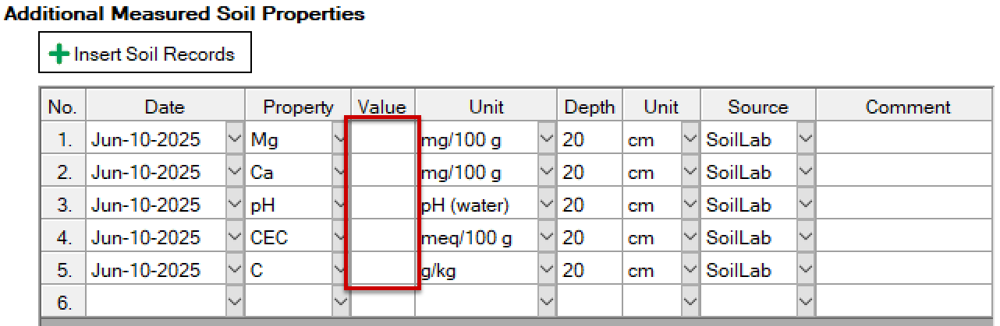 Additional Measured Soil Properties
Insert Soil Records
No. Date Property Value Unit Depth Unit Source Comment
1. Jun-10-2025 Mg mg/100 g 20 cm SoilLab
2. Jun-10-2025 Ca mg/100 g 20 cm SoilLab
3. Jun-10-2025 pH pH (water) 20 cm SoilLab
4. Jun-10-2025 CEC meq/100 g 20 cm SoilLab
5. Jun-10-2025 C g/kg 20 cm SoilLab
6.